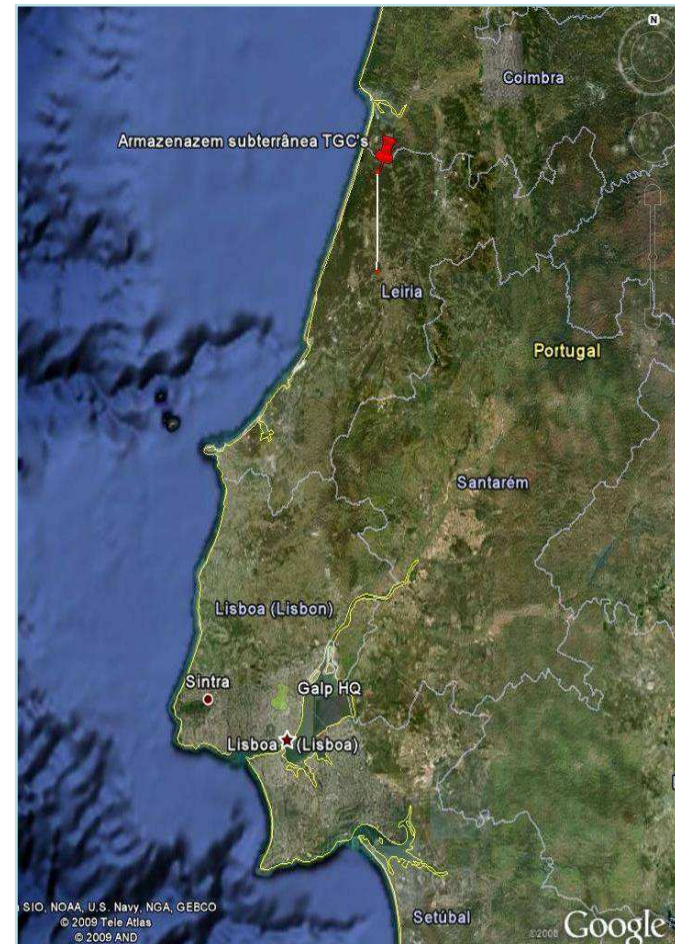 N
Coimbra
Armazenazem subterrânea TGC's
Leiria
Portugal
Santarém
Lisboa (Lisbon)
Sintra
Galp HQ
Lisboa (Lisboa)
Setúbal
SIO, NOAA, U.S. Navy, NGA, GEBCO
© 2009 Tele Atlas
© 2009 AND
©2008 Google